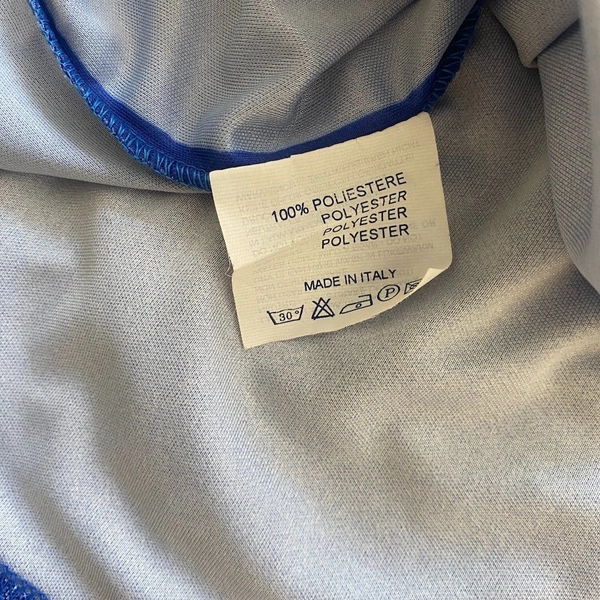 100% POLIESTERE
POLYESTER
POLYESTER
POLYESTER
MADE IN ITALY
30°
P